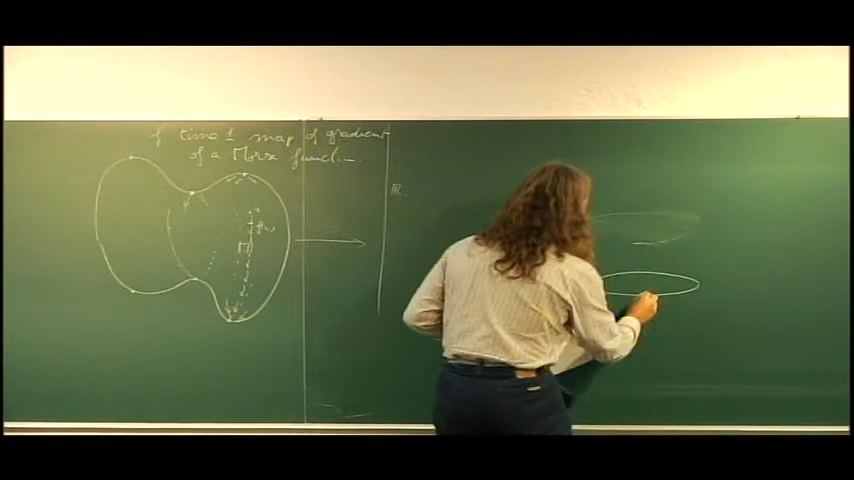 f time 1 map of gradient
of a Morse funct.
M
ℝ